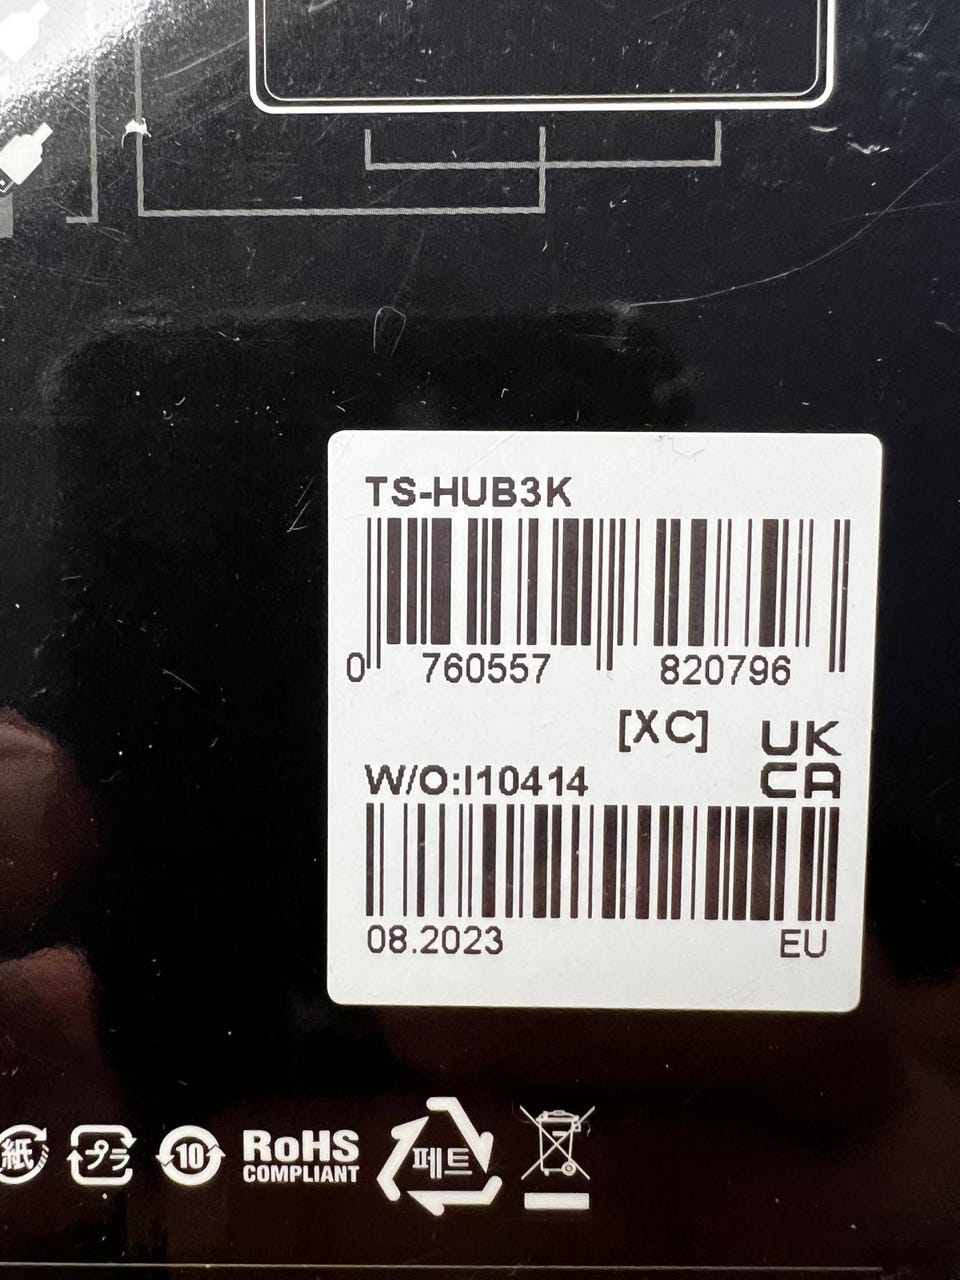 TS-HUB3K
0 760557 820796
[XC]
UK
CA
W/O:I10414
08.2023 EU
紙 プラ 10 RoHS
COMPLIANT
페트